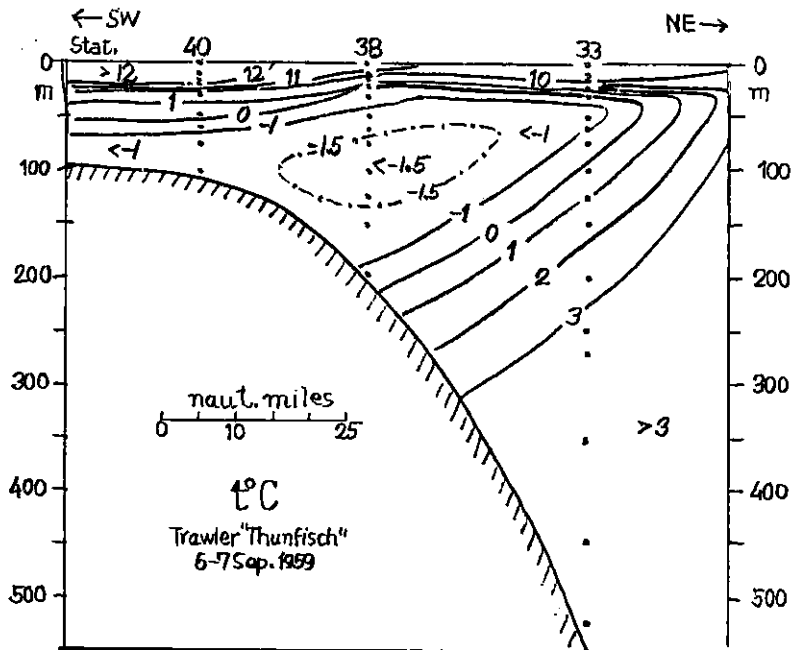 ←SW NE→
Stat. 40 38 33
0 0
m m
>12 12 11 10
1 0 -1
<-1
=1.5 <-1
100 <-1.5 100
-1.5
-1
0
1
200 2 200
3
300 300
naut. miles
0 10 25
>3
400 400
t°C
Trawler "Thunfisch"
6-7 Sep. 1959
500 500